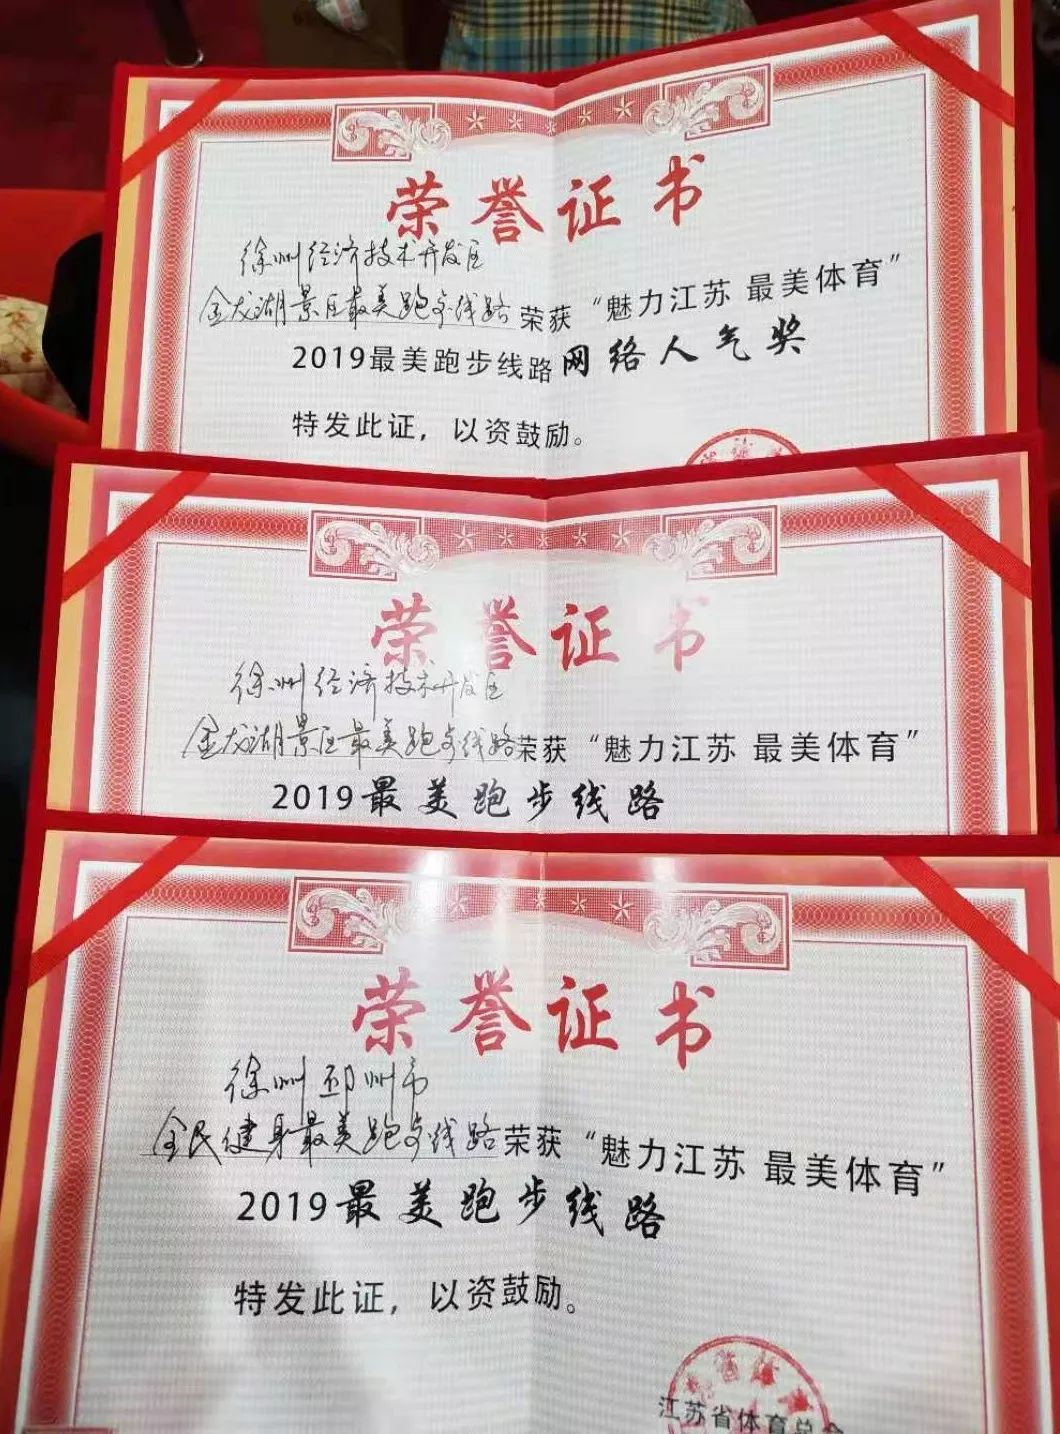 荣誉证书
徐州经济技术开发区
金龙湖景区最美跑步线路荣获“魅力江苏 最美体育”
2019最美跑步线路网络人气奖
特发此证，以资鼓励。
荣誉证书
徐州经济技术开发区
金龙湖景区最美跑步线路荣获“魅力江苏 最美体育”
2019最美跑步线路
荣誉证书
徐州邳州市
全民健身最美跑步线路荣获“魅力江苏 最美体育”
2019最美跑步线路
特发此证，以资鼓励。
江苏省体育总会